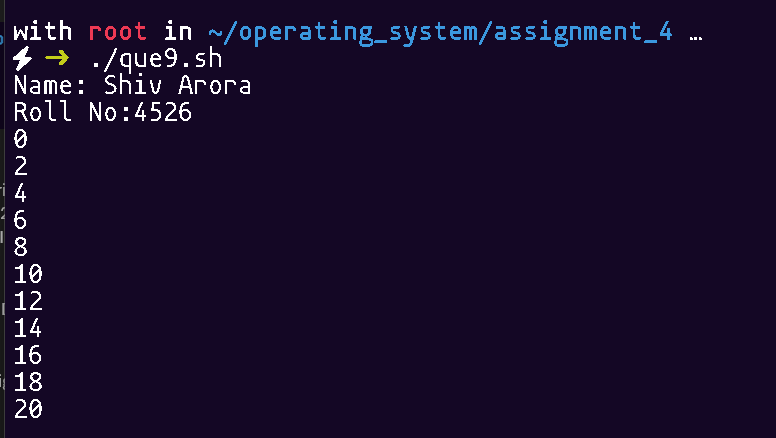 with root in ~/operating_system/assignment_4 …
⚡ → ./que9.sh
Name: Shiv Arora
Roll No:4526
0
2
4
6
8
10
12
14
16
18
20